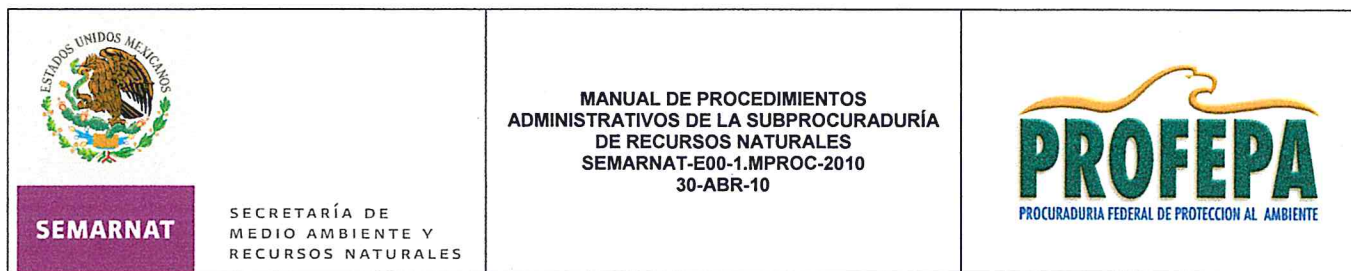 ESTADOS UNIDOS MEXICANOS
SEMARNAT
SECRETARÍA DE
MEDIO AMBIENTE Y
RECURSOS NATURALES
MANUAL DE PROCEDIMIENTOS
ADMINISTRATIVOS DE LA SUBPROCURADURÍA
DE RECURSOS NATURALES
SEMARNAT-E00-1.MPROC-2010
30-ABR-10
PROFEPA
PROCURADURIA FEDERAL DE PROTECCION AL AMBIENTE